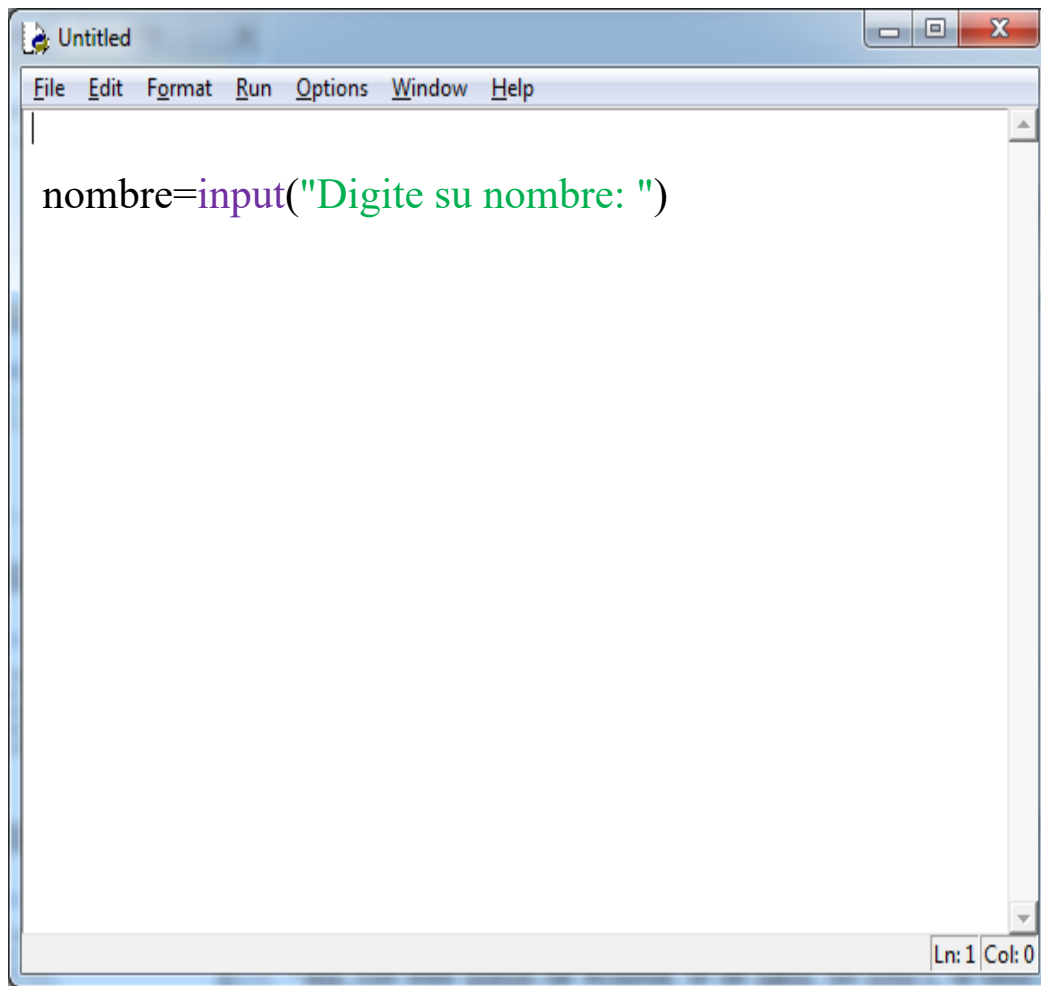 Untitled
File Edit Format Run Options Window Help
nombre=input("Digite su nombre: ")
Ln: 1 Col: 0